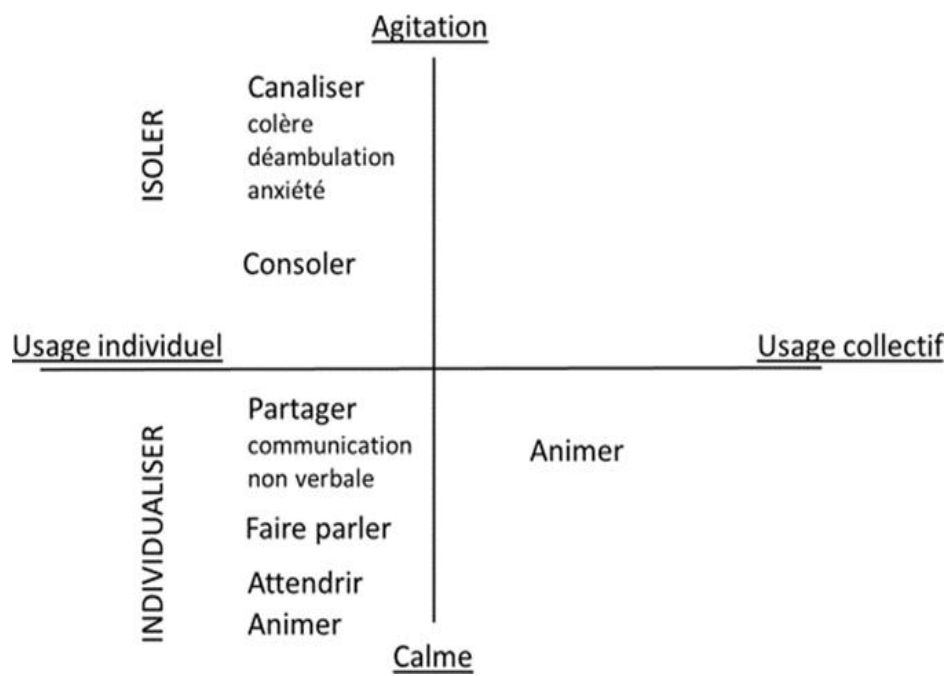 Agitation
ISOLER
Canaliser
colère
déambulation
anxiété
Consoler
Usage individuel
Usage collectif
INDIVIDUALISER
Partager
communication
non verbale
Animer
Faire parler
Attendrir
Animer
Calme